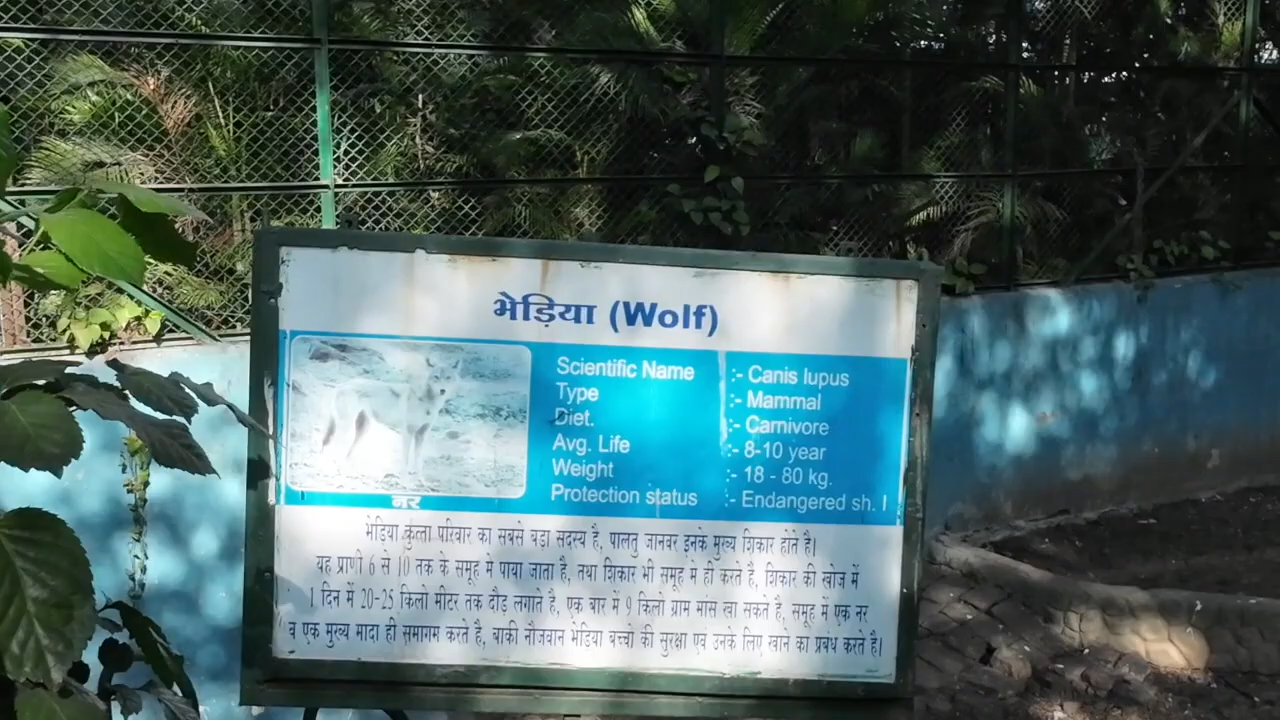 भेड़िया (Wolf)
Scientific Name :- Canis lupus
Type :- Mammal
Diet. :- Carnivore
Avg. Life :- 8-10 year
Weight :- 18 - 80 kg.
Protection status :- Endangered sh. I
नर
भेडिया कुत्ता परिवार का सबसे बड़ा सदस्य है, पालतु जानवर इनके मुख्य शिकार होते है।
यह प्राणी 6 से 10 तक के समूह मे पाया जाता है, तथा शिकार भी समूह मे ही करते है, शिकार की खोज में
1 दिन में 20-25 किलो मीटर तक दौड़ लगाते है, एक बार में 9 किलो ग्राम मांस खा सकते है, समूह में एक नर
व एक मुख्य मादा ही समागम करते है, बाकी नौजवान भेडिया बच्चो की सुरक्षा एवं उनके लिए खाने का प्रबंध करते है।